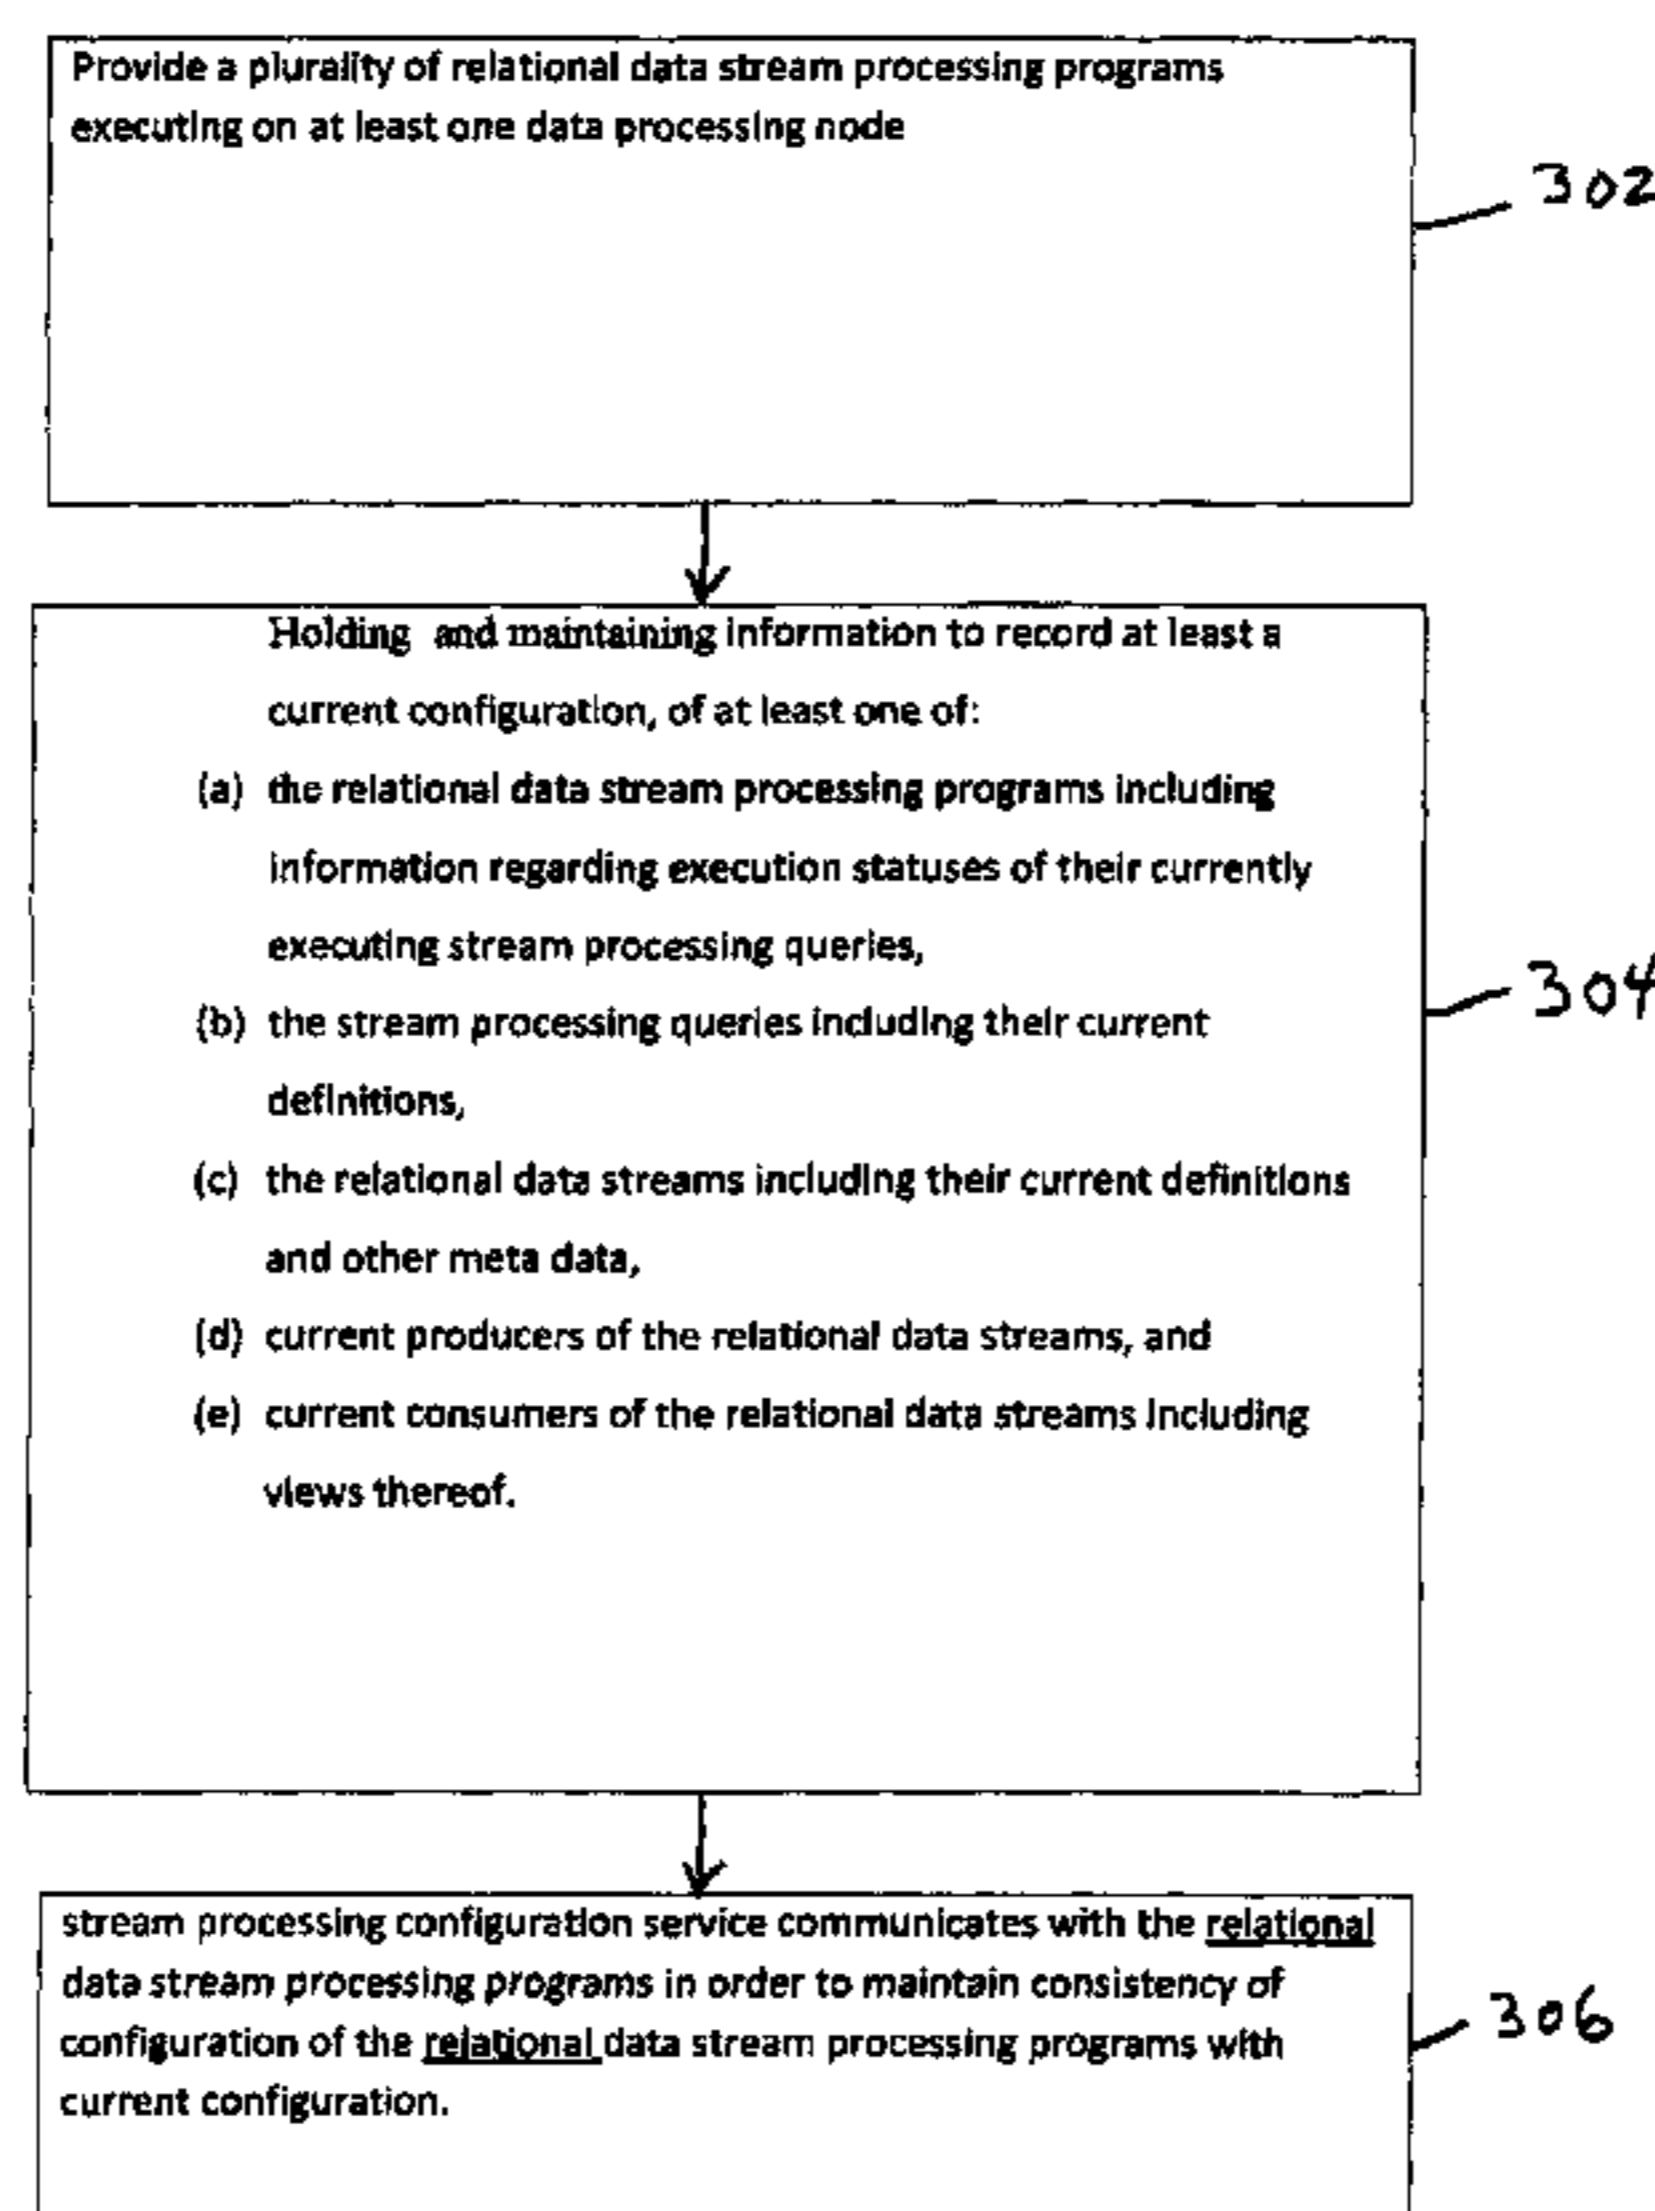 Provide a plurality of relational data stream processing programs
executing on at least one data processing node
302
Holding and maintaining information to record at least a
current configuration, of at least one of:
(a) the relational data stream processing programs including
information regarding execution statuses of their currently
executing stream processing queries,
(b) the stream processing queries including their current
definitions,
(c) the relational data streams including their current definitions
and other meta data,
(d) current producers of the relational data streams, and
(e) current consumers of the relational data streams including
views thereof.
304
stream processing configuration service communicates with the relational
data stream processing programs in order to maintain consistency of
configuration of the relational data stream processing programs with
current configuration.
306